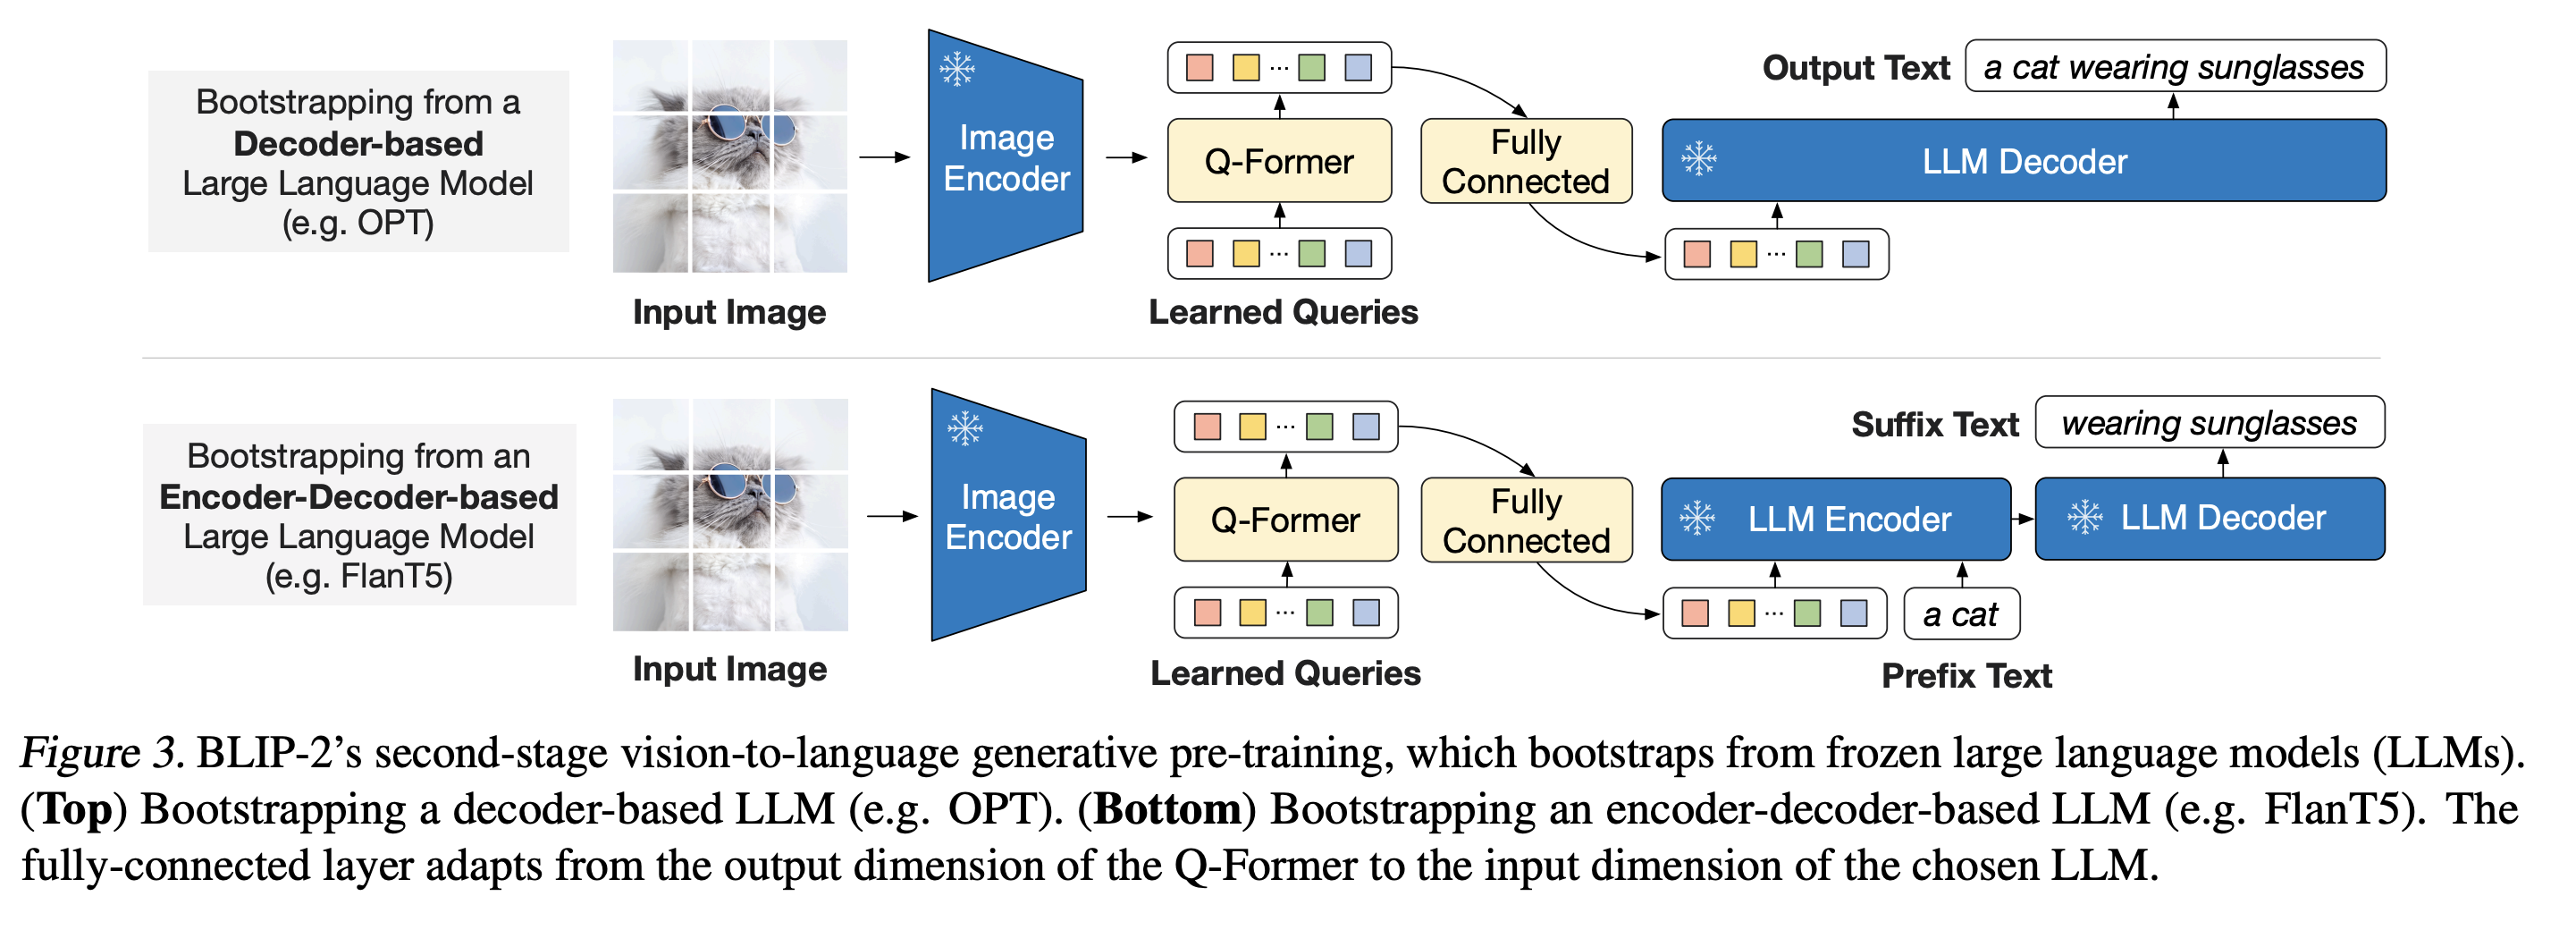 Bootstrapping from a
Decoder-based
Large Language Model
(e.g. OPT)
Input Image
Image
Encoder
...
Q-Former
...
Learned Queries
Fully
Connected
Output Text
a cat wearing sunglasses
LLM Decoder
...
Bootstrapping from an
Encoder-Decoder-based
Large Language Model
(e.g. FlanT5)
Input Image
Image
Encoder
...
Q-Former
...
Learned Queries
Fully
Connected
Suffix Text
wearing sunglasses
LLM Encoder
LLM Decoder
...
a cat
Prefix Text
Figure 3. BLIP-2’s second-stage vision-to-language generative pre-training, which bootstraps from frozen large language models (LLMs).
(Top) Bootstrapping a decoder-based LLM (e.g. OPT). (Bottom) Bootstrapping an encoder-decoder-based LLM (e.g. FlanT5). The
fully-connected layer adapts from the output dimension of the Q-Former to the input dimension of the chosen LLM.